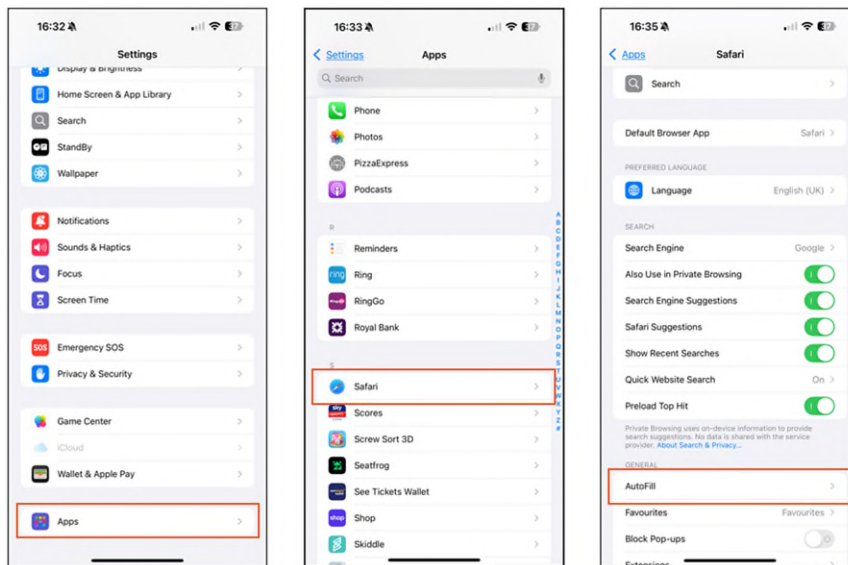 16:32
37
Settings
Display & Brightness
Home Screen & App Library
Search
StandBy
Wallpaper
Notifications
Sounds & Haptics
Focus
Screen Time
SOS
Emergency SOS
Privacy & Security
Game Center
iCloud
Wallet & Apple Pay
Apps
16:33
37
Settings
Apps
Search
Phone
Photos
PizzaExpress
Podcasts
R
Reminders
ring
Ring
RingGo
Royal Bank
S
Safari
sky
Scores
Screw Sort 3D
Seatfrog
See Tickets Wallet
shop
Shop
Skiddle
A
B
C
D
E
F
G
H
I
J
K
L
M
N
O
P
Q
R
S
T
U
V
W
X
Y
Z
#
16:35
37
Apps
Safari
Search
Default Browser App
Safari
PREFERRED LANGUAGE
Language
English (UK)
SEARCH
Search Engine
Google
Also Use in Private Browsing
Search Engine Suggestions
Safari Suggestions
Show Recent Searches
Quick Website Search
On
Preload Top Hit
Private Browsing uses on-device information to provide
search suggestions. No data is shared with the service
provider. About Search & Privacy...
GENERAL
AutoFill
Favourites
Favourites
Block Pop-ups
Extensions